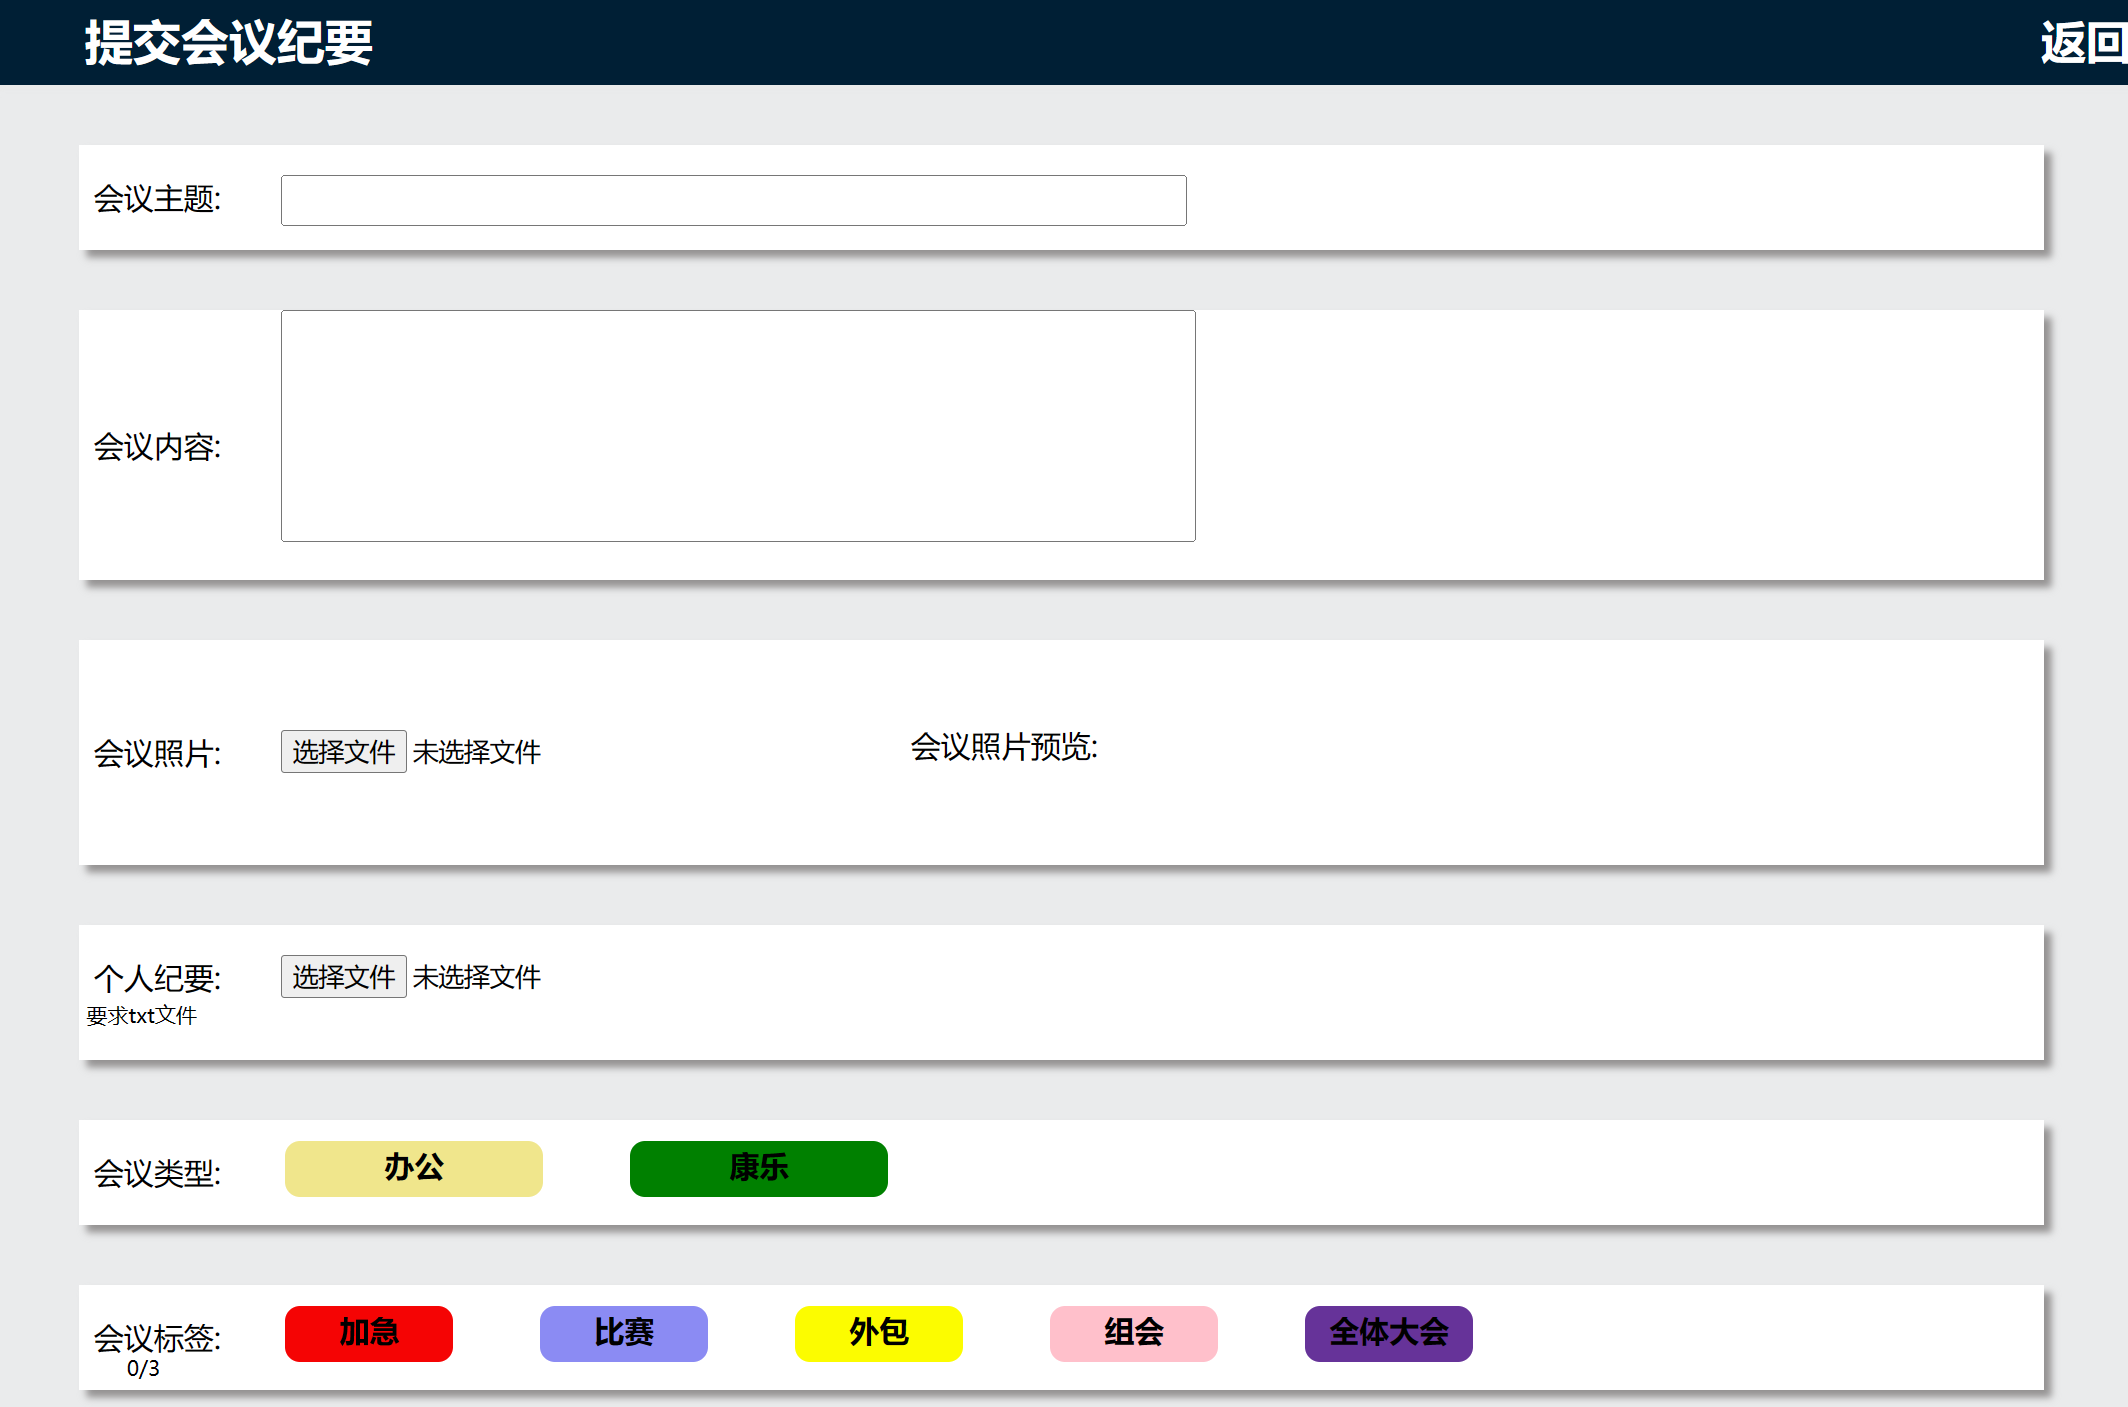 提交会议纪要
返回
会议主题:
会议内容:
会议照片:
选择文件 未选择文件
会议照片预览:
个人纪要:
选择文件 未选择文件
要求txt文件
会议类型:
办公
康乐
会议标签:
加急
比赛
外包
组会
全体大会
0/3